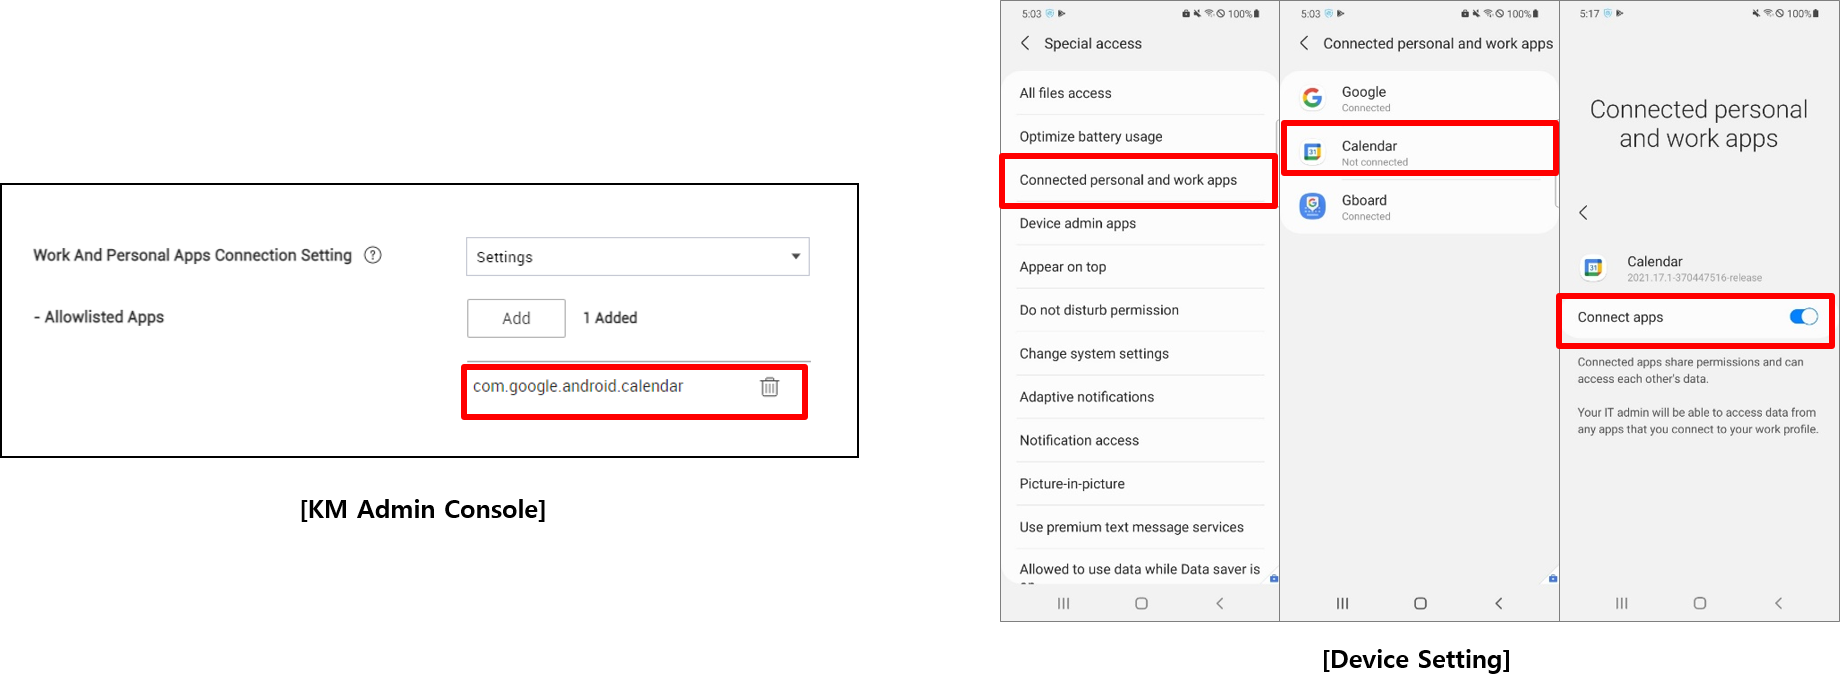 Work And Personal Apps Connection Setting ?
Settings
- Allowlisted Apps
Add
1 Added
com.google.android.calendar
[KM Admin Console]
5:03
100%
Special access
All files access
Optimize battery usage
Connected personal and work apps
Device admin apps
Appear on top
Do not disturb permission
Change system settings
Adaptive notifications
Notification access
Picture-in-picture
Use premium text message services
Allowed to use data while Data saver is
5:03
100%
Connected personal and work apps
Google
Connected
Calendar
Not connected
Gboard
Connected
5:17
100%
Connected personal
and work apps
Calendar
2021.17.1-370447516-release
Connect apps
Connected apps share permissions and can
access each other's data.
Your IT admin will be able to access data from
any apps that you connect to your work profile.
[Device Setting]